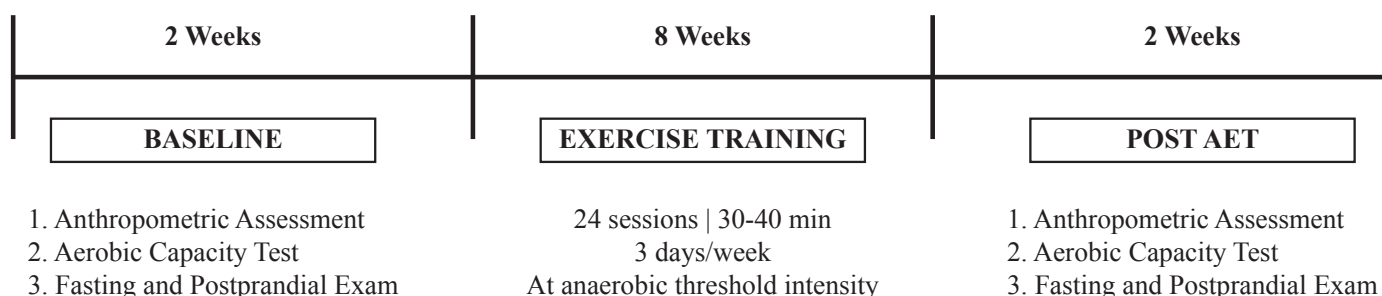 2 Weeks
8 Weeks
2 Weeks
BASELINE
EXERCISE TRAINING
POST AET
1. Anthropometric Assessment
2. Aerobic Capacity Test
3. Fasting and Postprandial Exam
24 sessions | 30-40 min
3 days/week
At anaerobic threshold intensity
1. Anthropometric Assessment
2. Aerobic Capacity Test
3. Fasting and Postprandial Exam